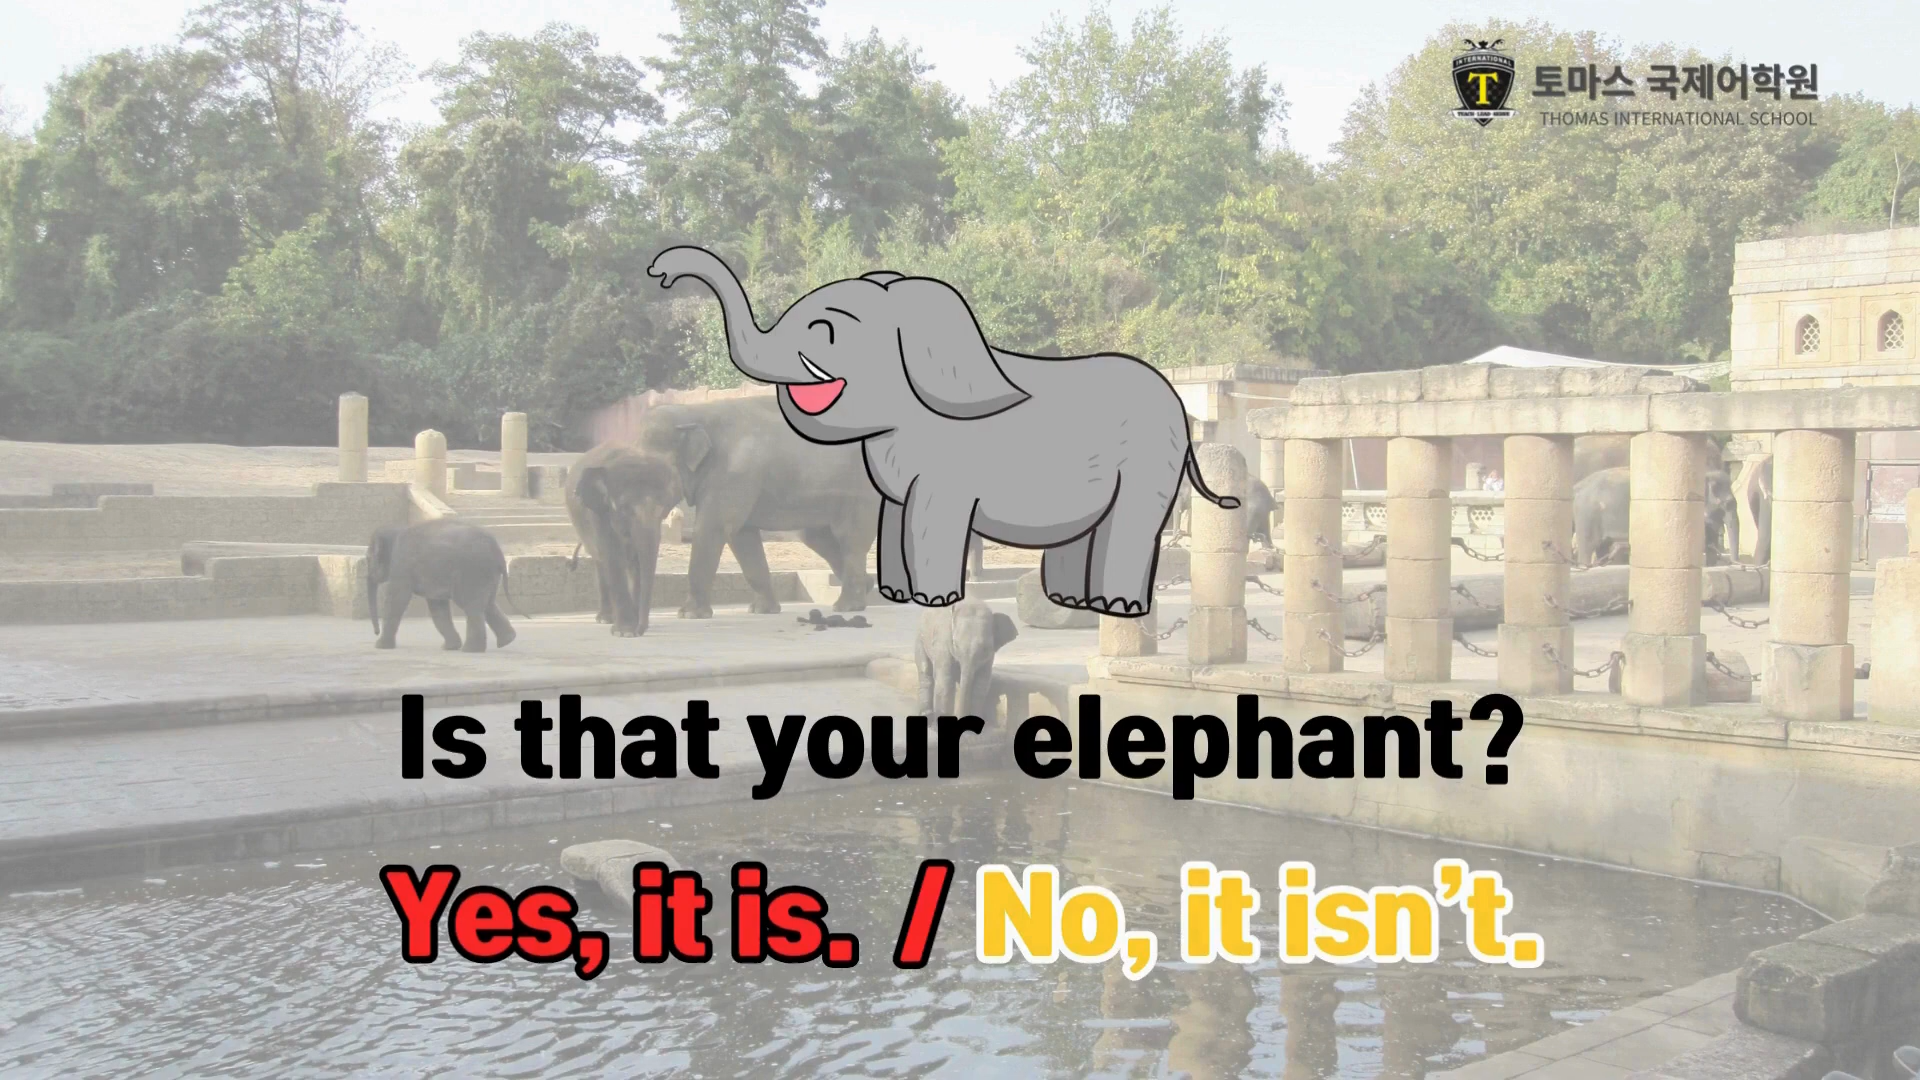 INTERNATIONAL
T
토마스 국제어학원
THOMAS INTERNATIONAL SCHOOL
Is that your elephant?
Yes, it is. / No, it isn’t.